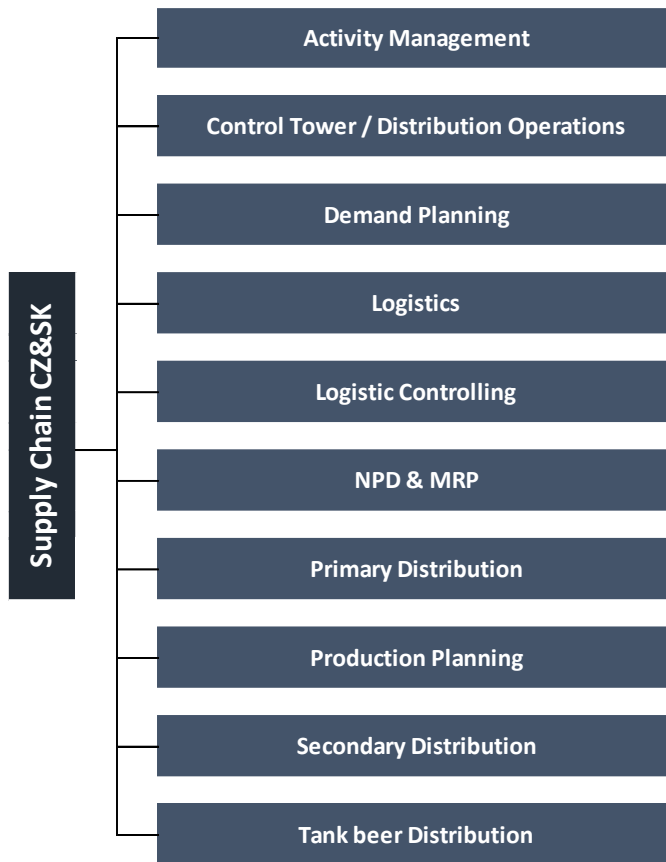 Supply Chain CZ&SK
Activity Management
Control Tower / Distribution Operations
Demand Planning
Logistics
Logistic Controlling
NPD & MRP
Primary Distribution
Production Planning
Secondary Distribution
Tank beer Distribution